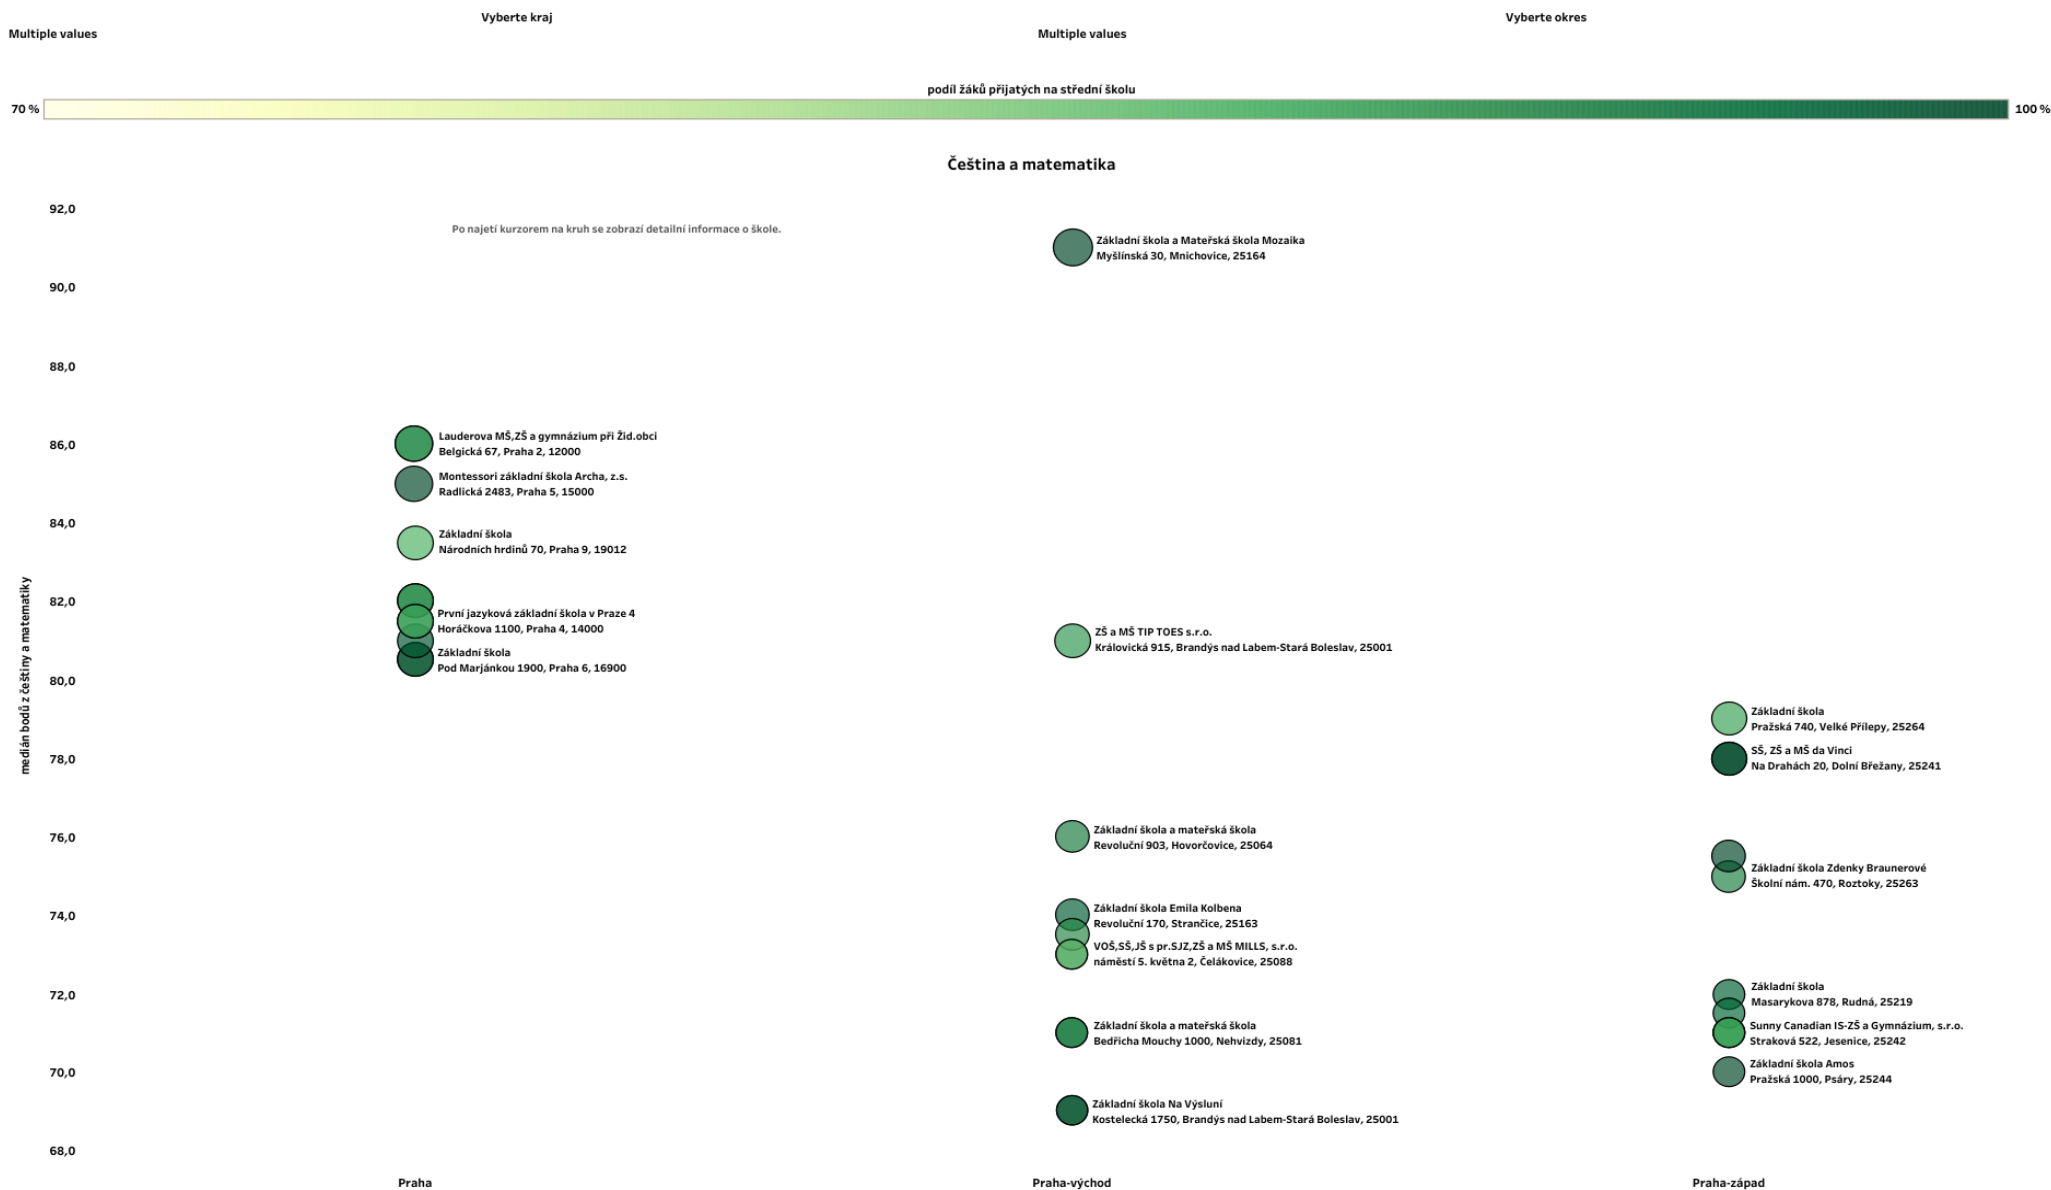 Vyberte kraj
Vyberte okres
Multiple values
Multiple values
podíl žáků přijatých na střední školu
70 %
100 %
Čeština a matematika
92,0
Po najetí kurzorem na kruh se zobrazí detailní informace o škole.
Základní škola a Mateřská škola Mozaika
Myšlínská 30, Mnichovice, 25164
90,0
88,0
86,0
Lauderova MŠ,ZŠ a gymnázium při Žid.obci
Belgická 67, Praha 2, 12000
Montessori základní škola Archa, z.s.
Radlická 2483, Praha 5, 15000
84,0
Základní škola
Národních hrdinů 70, Praha 9, 19012
82,0
První jazyková základní škola v Praze 4
Horáčkova 1100, Praha 4, 14000
ZŠ a MŠ TIP TOES s.r.o.
Královická 915, Brandýs nad Labem-Stará Boleslav, 25001
Základní škola
Pod Marjánkou 1900, Praha 6, 16900
80,0
medián bodů z češtiny a matematiky
Základní škola
Pražská 740, Velké Přílepy, 25264
78,0
SŠ, ZŠ a MŠ da Vinci
Na Drahách 20, Dolní Břežany, 25241
76,0
Základní škola a mateřská škola
Revoluční 903, Hovorčovice, 25064
Základní škola Zdenky Braunerové
Školní nám. 470, Roztoky, 25263
74,0
Základní škola Emila Kolbena
Revoluční 170, Strančice, 25163
VOŠ,SŠ,JŠ s pr.SJZ,ZŠ a MŠ MILLS, s.r.o.
náměstí 5. května 2, Čelákovice, 25088
72,0
Základní škola
Masarykova 878, Rudná, 25219
Základní škola a mateřská škola
Bedřicha Mouchy 1000, Nehvizdy, 25081
Sunny Canadian IS-ZŠ a Gymnázium, s.r.o.
Straková 522, Jesenice, 25242
70,0
Základní škola Amos
Pražská 1000, Psáry, 25244
Základní škola Na Výsluní
Kostelecká 1750, Brandýs nad Labem-Stará Boleslav, 25001
68,0
Praha
Praha-východ
Praha-západ